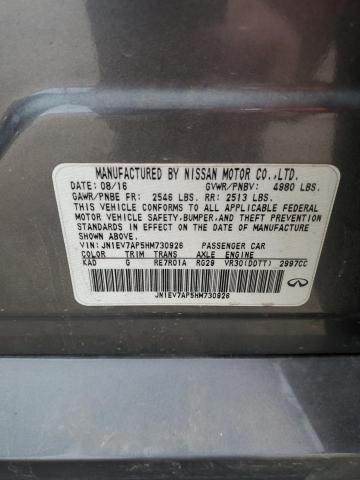 MANUFACTURED BY NISSAN MOTOR CO.,LTD.
DATE: 08/16 GVWR/PNBV: 4980 LBS.
GAWR/PNBE FR: 2546 LBS. RR: 2513 LBS.
THIS VEHICLE CONFORMS TO ALL APPLICABLE FEDERAL
MOTOR VEHICLE SAFETY, BUMPER, AND THEFT PREVENTION
STANDARDS IN EFFECT ON THE DATE OF MANUFACTURE
SHOWN ABOVE.
VIN: JN1EV7AP5HM730926 PASSENGER CAR
COLOR TRIM TRANS AXLE ENGINE
KAD G RE7R01A RG29 VR30(DDTT) 2997CC
JN1EV7AP5HM730926